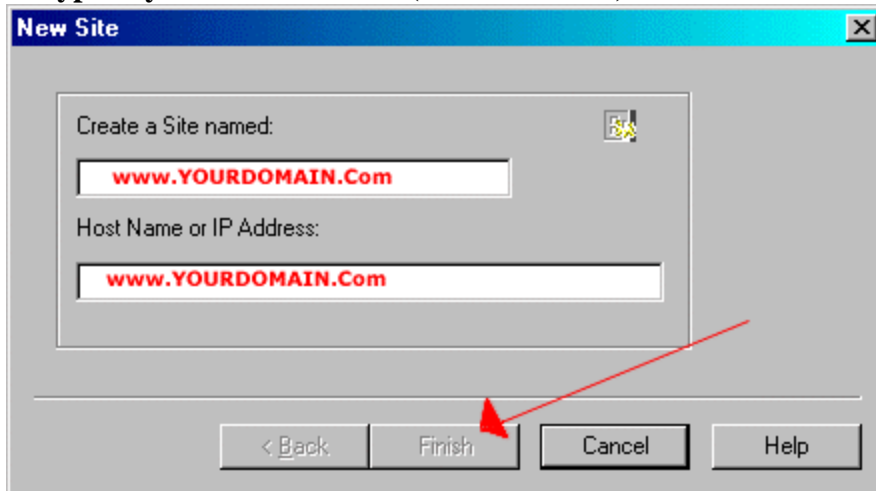 New Site
Create a Site named:
www.YOURDOMAIN.Com
Host Name or IP Address:
www.YOURDOMAIN.Com
< Back Finish Cancel Help